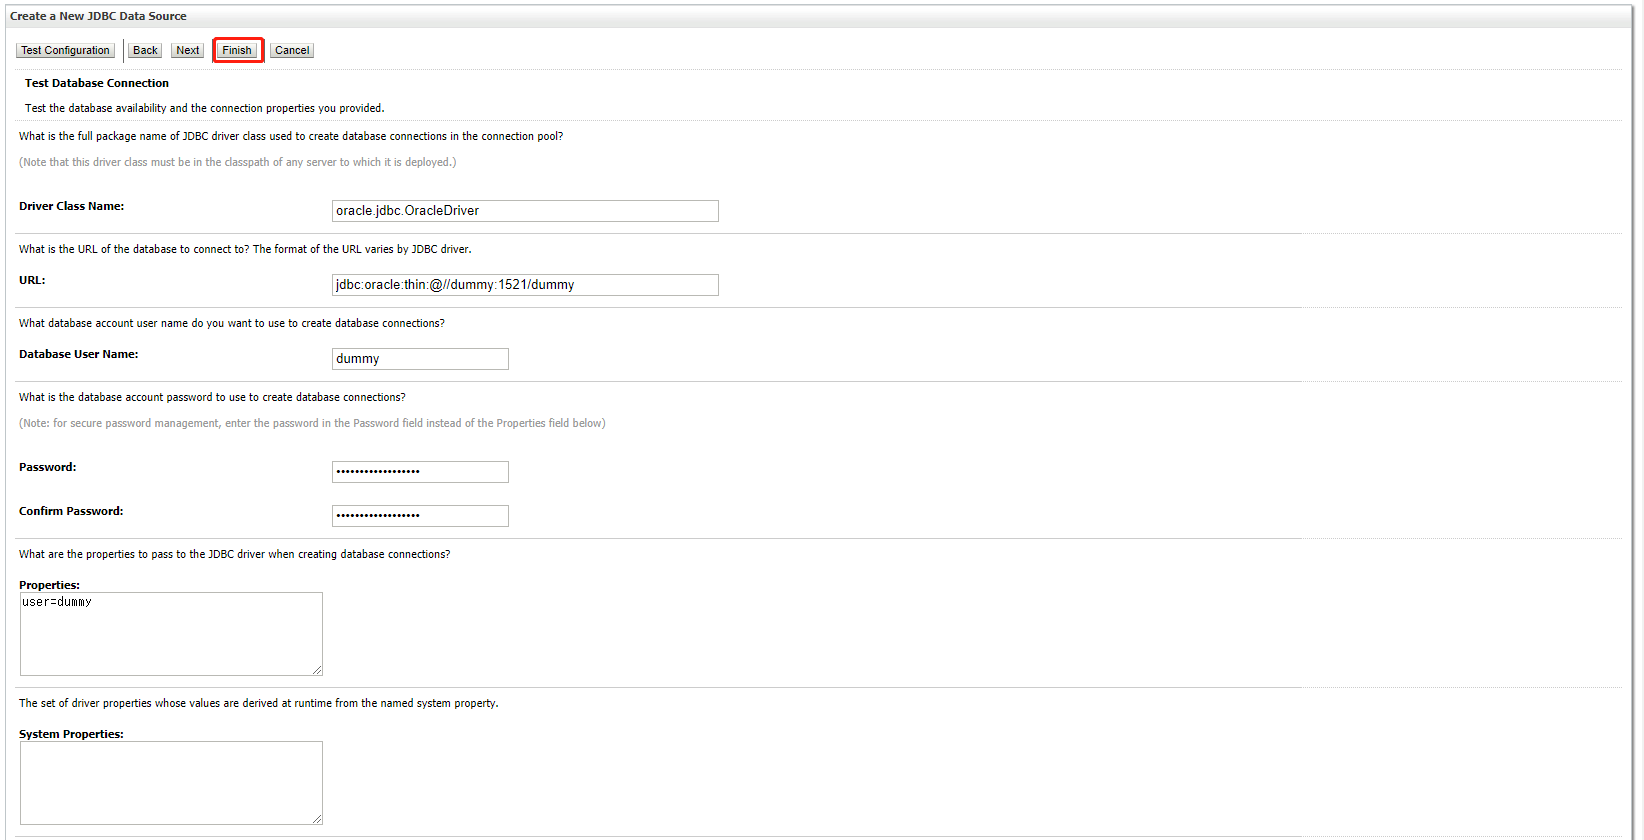 Create a New JDBC Data Source
Test Configuration Back Next Finish Cancel
Test Database Connection
Test the database availability and the connection properties you provided.
What is the full package name of JDBC driver class used to create database connections in the connection pool?
(Note that this driver class must be in the classpath of any server to which it is deployed.)
Driver Class Name: oracle.jdbc.OracleDriver
What is the URL of the database to connect to? The format of the URL varies by JDBC driver.
URL: jdbc:oracle:thin:@//dummy:1521/dummy
What database account user name do you want to use to create database connections?
Database User Name: dummy
What is the database account password to use to create database connections?
(Note: for secure password management, enter the password in the Password field instead of the Properties field below)
Password: ••••••••••••••••••
Confirm Password: ••••••••••••••••••
What are the properties to pass to the JDBC driver when creating database connections?
Properties:
user=dummy
The set of driver properties whose values are derived at runtime from the named system property.
System Properties: